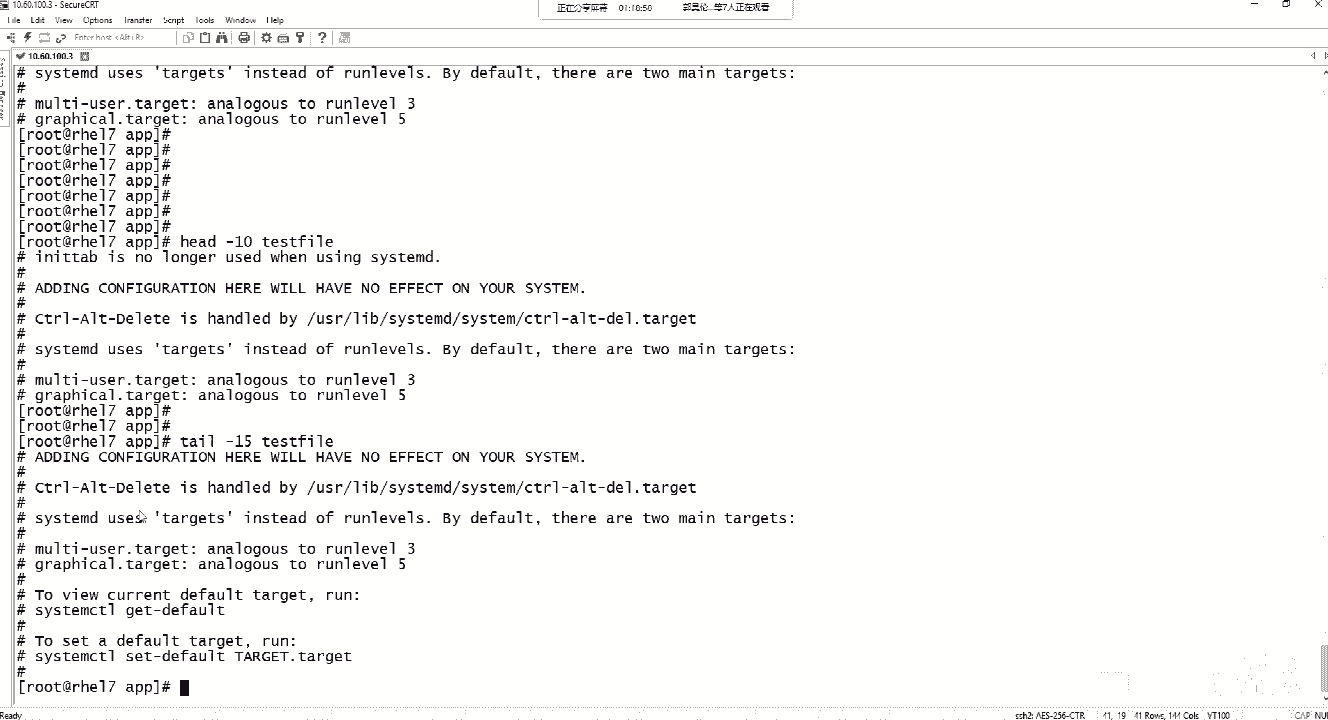 10.60.100.3 - SecureCRT
正在分享屏幕 01:18:50
File Edit View Options Transfer Script Tools Window Help
Enter host <Alt+R>
10.60.100.3
# systemd uses 'targets' instead of runlevels. By default, there are two main targets:
#
# multi-user.target: analogous to runlevel 3
# graphical.target: analogous to runlevel 5
[root@rhel7 app]#
[root@rhel7 app]#
[root@rhel7 app]#
[root@rhel7 app]#
[root@rhel7 app]#
[root@rhel7 app]#
[root@rhel7 app]#
[root@rhel7 app]# head -10 testfile
# inittab is no longer used when using systemd.
#
# ADDING CONFIGURATION HERE WILL HAVE NO EFFECT ON YOUR SYSTEM.
#
# Ctrl-Alt-Delete is handled by /usr/lib/systemd/system/ctrl-alt-del.target
#
# systemd uses 'targets' instead of runlevels. By default, there are two main targets:
#
# multi-user.target: analogous to runlevel 3
# graphical.target: analogous to runlevel 5
[root@rhel7 app]#
[root@rhel7 app]#
[root@rhel7 app]# tail -15 testfile
# ADDING CONFIGURATION HERE WILL HAVE NO EFFECT ON YOUR SYSTEM.
#
# Ctrl-Alt-Delete is handled by /usr/lib/systemd/system/ctrl-alt-del.target
#
# systemd uses 'targets' instead of runlevels. By default, there are two main targets:
#
# multi-user.target: analogous to runlevel 3
# graphical.target: analogous to runlevel 5
#
# To view current default target, run:
# systemctl get-default
#
# To set a default target, run:
# systemctl set-default TARGET.target
#
[root@rhel7 app]#
Ready ssh2: AES-256-CTR 41, 19 41 Rows, 144 Cols VT100 CAP NU